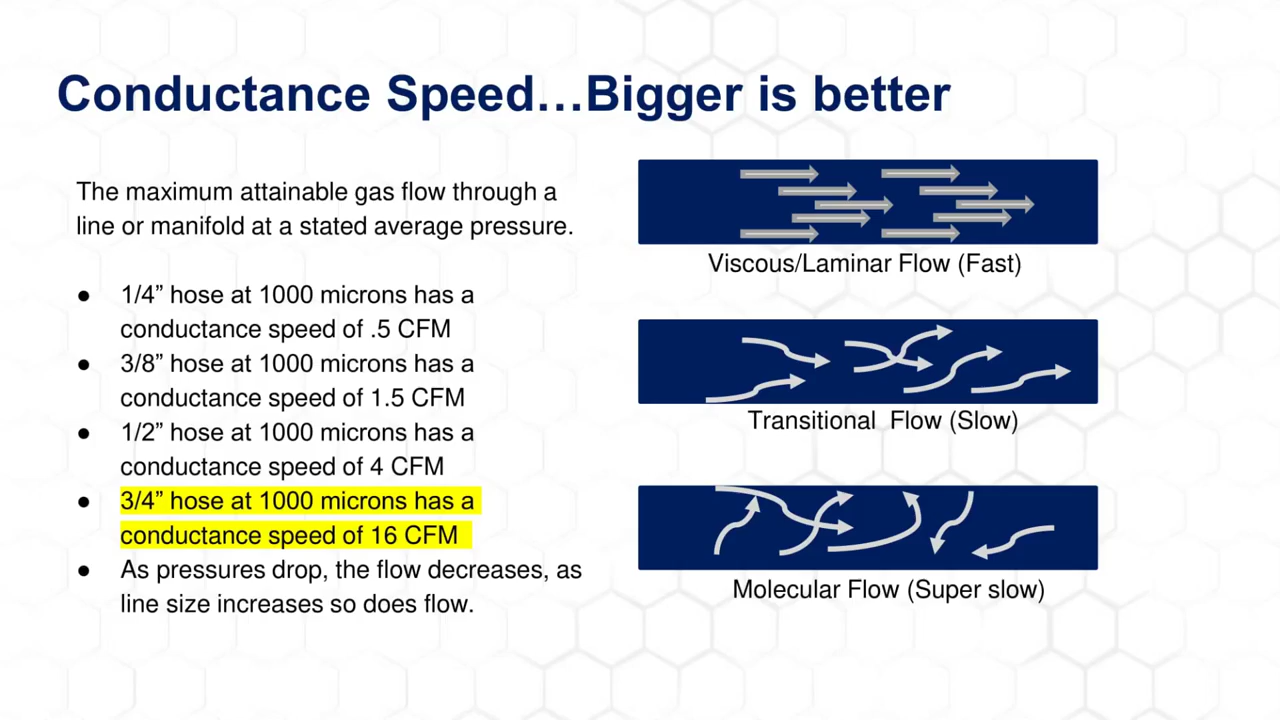 Conductance Speed…Bigger is better
The maximum attainable gas flow through a
line or manifold at a stated average pressure.
● 1/4” hose at 1000 microns has a
conductance speed of .5 CFM
● 3/8” hose at 1000 microns has a
conductance speed of 1.5 CFM
● 1/2” hose at 1000 microns has a
conductance speed of 4 CFM
● 3/4” hose at 1000 microns has a
conductance speed of 16 CFM
● As pressures drop, the flow decreases, as
line size increases so does flow.
Viscous/Laminar Flow (Fast)
Transitional  Flow (Slow)
Molecular Flow (Super slow)